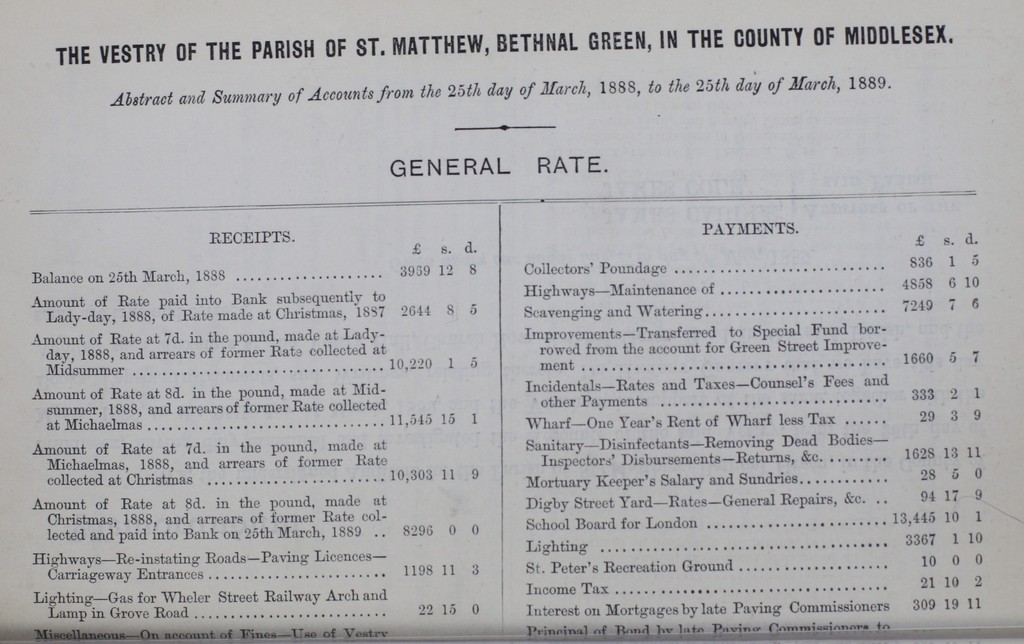 THE VESTRY OF THE PARISH OF ST. MATTHEW, BETHNAL GREEN, IN THE COUNTY OF MIDDLESEX.
Abstract and Summary of Accounts from the 25th day of March, 1888, to the 25th day of March, 1889.
GENERAL RATE.
RECEIPTS.
£ s. d.
Balance on 25th March, 1888 .................... 3959 12 8
Amount of Rate paid into Bank subsequently to
Lady-day, 1888, of Rate made at Christmas, 1887 2644 8 5
Amount of Rate at 7d. in the pound, made at Lady-
day, 1888, and arrears of former Rate collected at
Midsummer .................................. 10,220 1 5
Amount of Rate at 8d. in the pound, made at Mid-
summer, 1888, and arrears of former Rate collected
at Michaelmas .............................. 11,545 15 1
Amount of Rate at 7d. in the pound, made at
Michaelmas, 1888, and arrears of former Rate
collected at Christmas ........................ 10,303 11 9
Amount of Rate at 8d. in the pound, made at
Christmas, 1888, and arrears of former Rate col-
lected and paid into Bank on 25th March, 1889 .. 8296 0 0
Highways—Re-instating Roads—Paving Licences—
Carriageway Entrances ........................ 1198 11 3
Lighting—Gas for Wheler Street Railway Arch and
Lamp in Grove Road .......................... 22 15 0
Miscellaneous—On account of Fines—Use of Vestry
PAYMENTS.
£ s. d.
Collectors' Poundage ............................ 836 1 5
Highways—Maintenance of ...................... 4858 6 10
Scavenging and Watering........................ 7249 7 6
Improvements—Transferred to Special Fund bor-
rowed from the account for Green Street Improve-
ment ........................................ 1660 5 7
Incidentals—Rates and Taxes—Counsel's Fees and
other Payments .............................. 333 2 1
Wharf—One Year's Rent of Wharf less Tax ...... 29 3 9
Sanitary—Disinfectants—Removing Dead Bodies—
Inspectors' Disbursements—Returns, &c. ........ 1628 13 11
Mortuary Keeper's Salary and Sundries............ 28 5 0
Digby Street Yard—Rates—General Repairs, &c. .. 94 17 9
School Board for London ........................ 13,445 10 1
Lighting ...................................... 3367 1 10
St. Peter's Recreation Ground .................... 10 0 0
Income Tax .................................... 21 10 2
Interest on Mortgages by late Paving Commissioners 309 19 11
Principal of Bond by late Paving Commissioners to